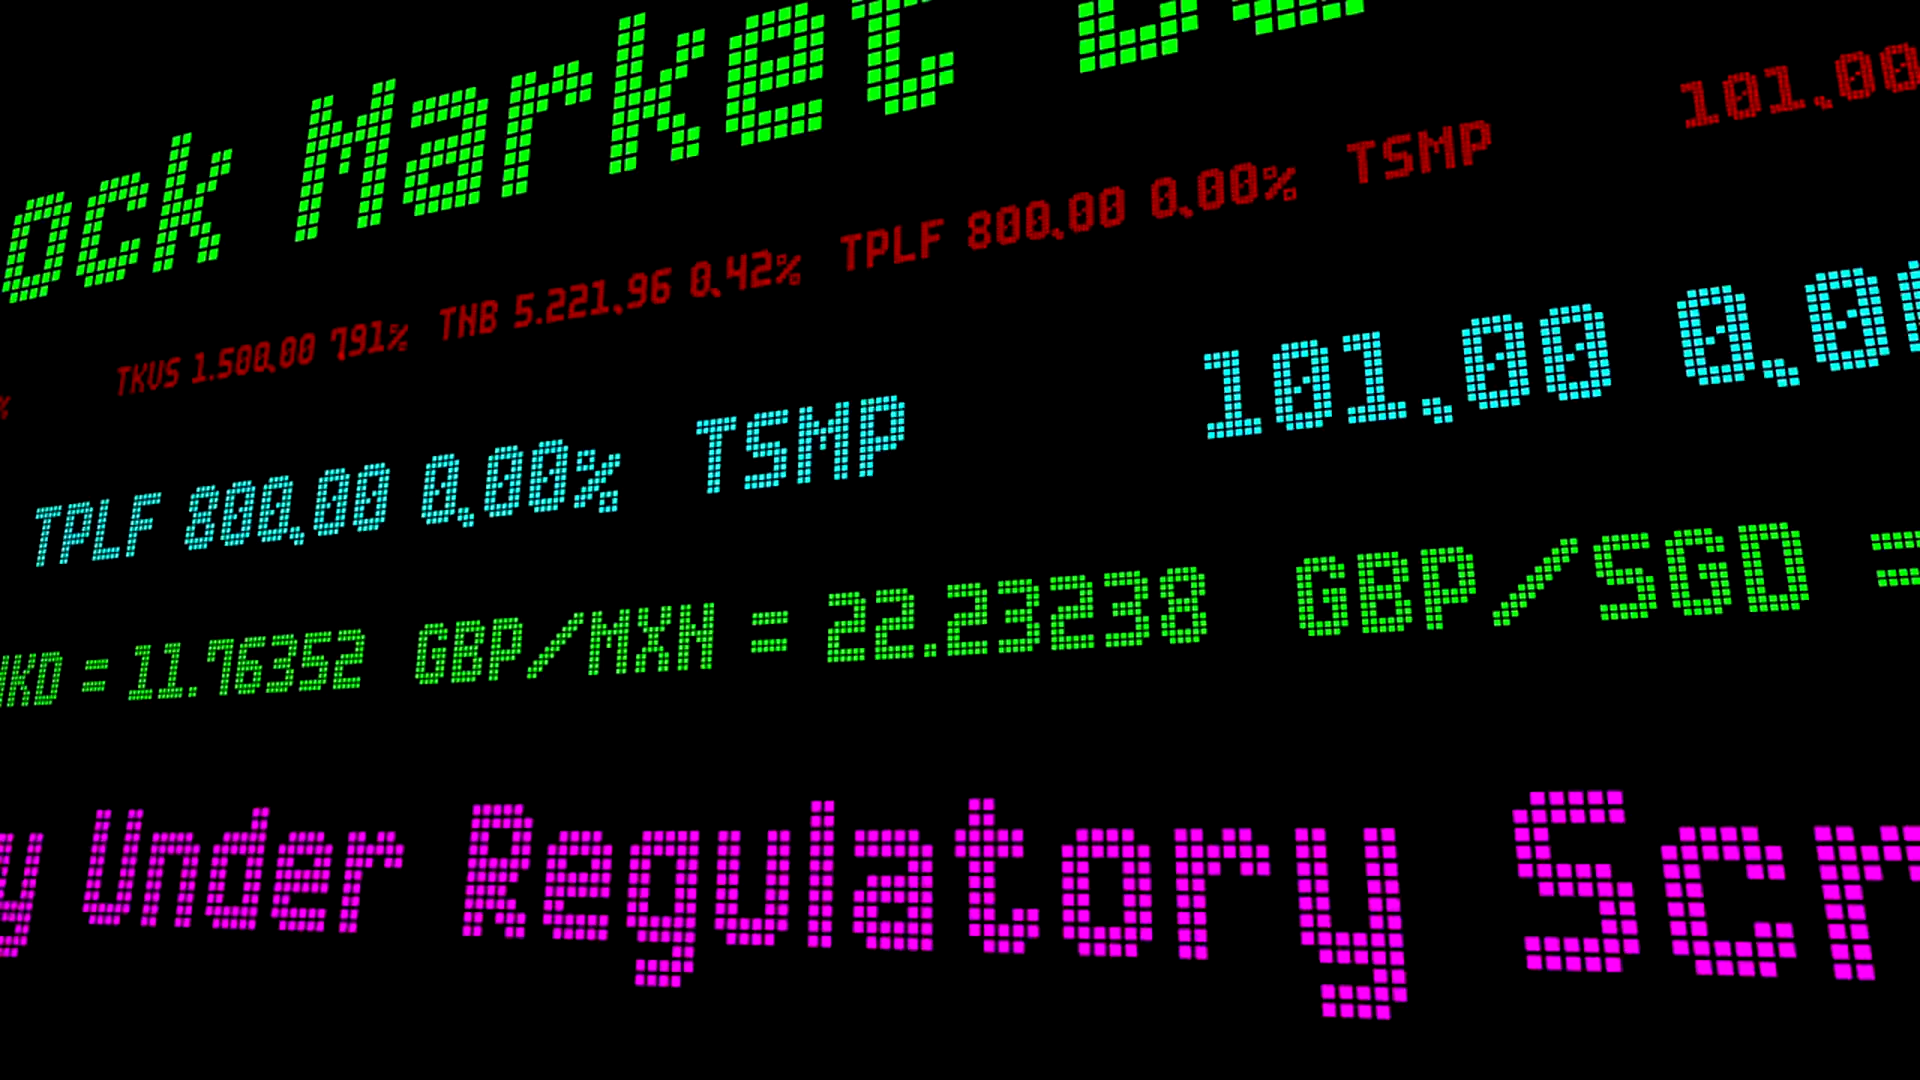 ock Market
% TKUS 1.500,00 791% TNB 5.221,96 0,42% TPLF 800,00 0,00% TSMP 101,00
TPLF 800,00 0,00% TSMP 101,00 0,0
HKD = 11.76352 GBP/MXN = 22.23238 GBP/SGD =
y Under Regulatory Scr